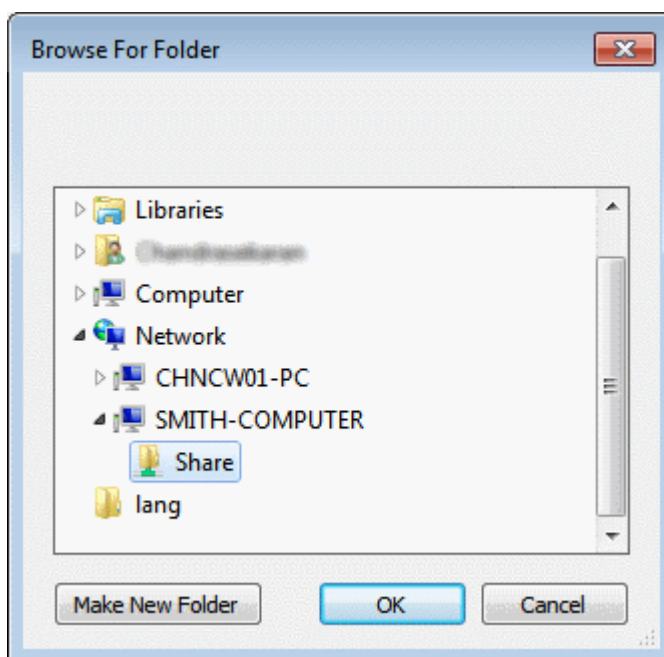 Browse For Folder
Libraries
Computer
Network
CHNCW01-PC
SMITH-COMPUTER
Share
lang
Make New Folder
OK
Cancel